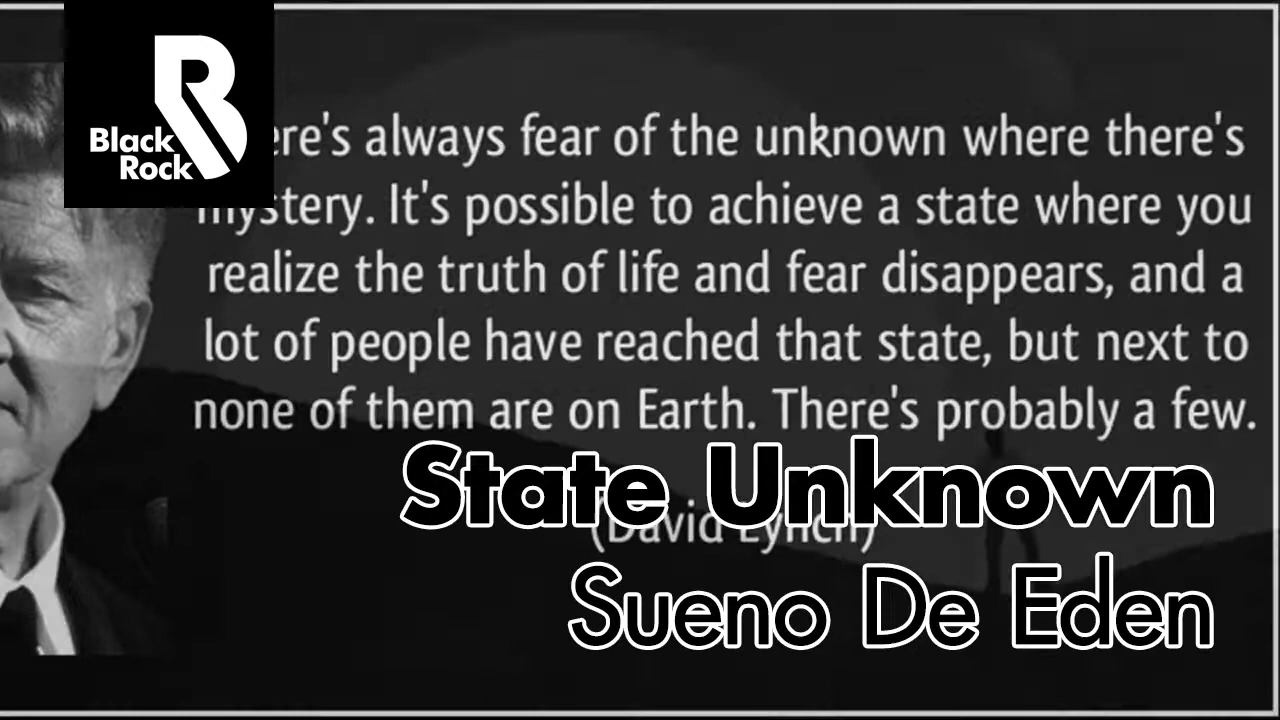 Black
Rock
ere's always fear of the unknown where there's
mystery. It's possible to achieve a state where you
realize the truth of life and fear disappears, and a
lot of people have reached that state, but next to
none of them are on Earth. There's probably a few.
State Unknown
(David Lynch)
Sueno De Eden